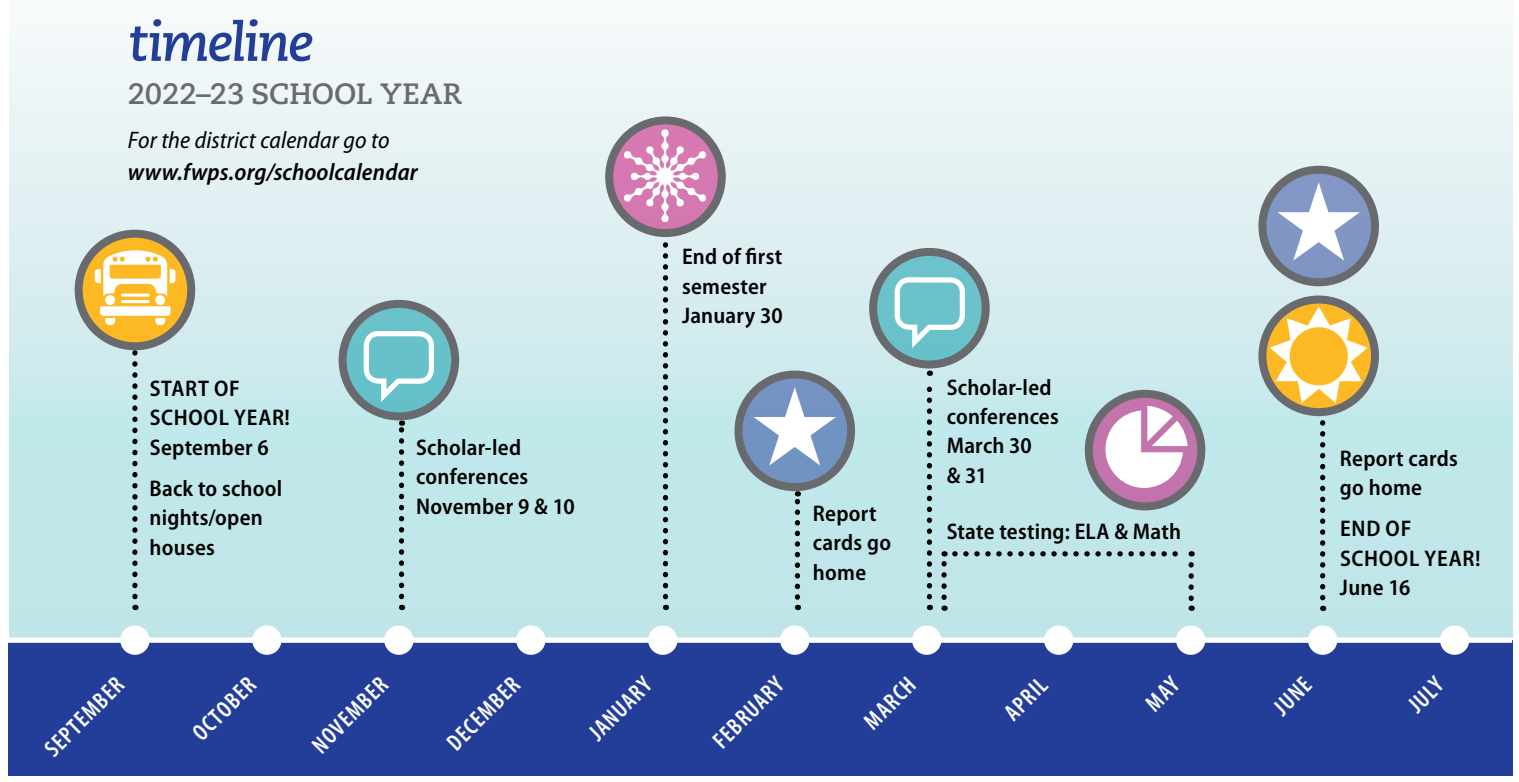 timeline
2022–23 SCHOOL YEAR
For the district calendar go to
www.fwps.org/schoolcalendar
START OF
SCHOOL YEAR!
September 6
Back to school
nights/open
houses
Scholar-led
conferences
November 9 & 10
End of first
semester
January 30
Report
cards go
home
Scholar-led
conferences
March 30
& 31
State testing: ELA & Math
Report cards
go home
END OF
SCHOOL YEAR!
June 16
SEPTEMBER
OCTOBER
NOVEMBER
DECEMBER
JANUARY
FEBRUARY
MARCH
APRIL
MAY
JUNE
JULY